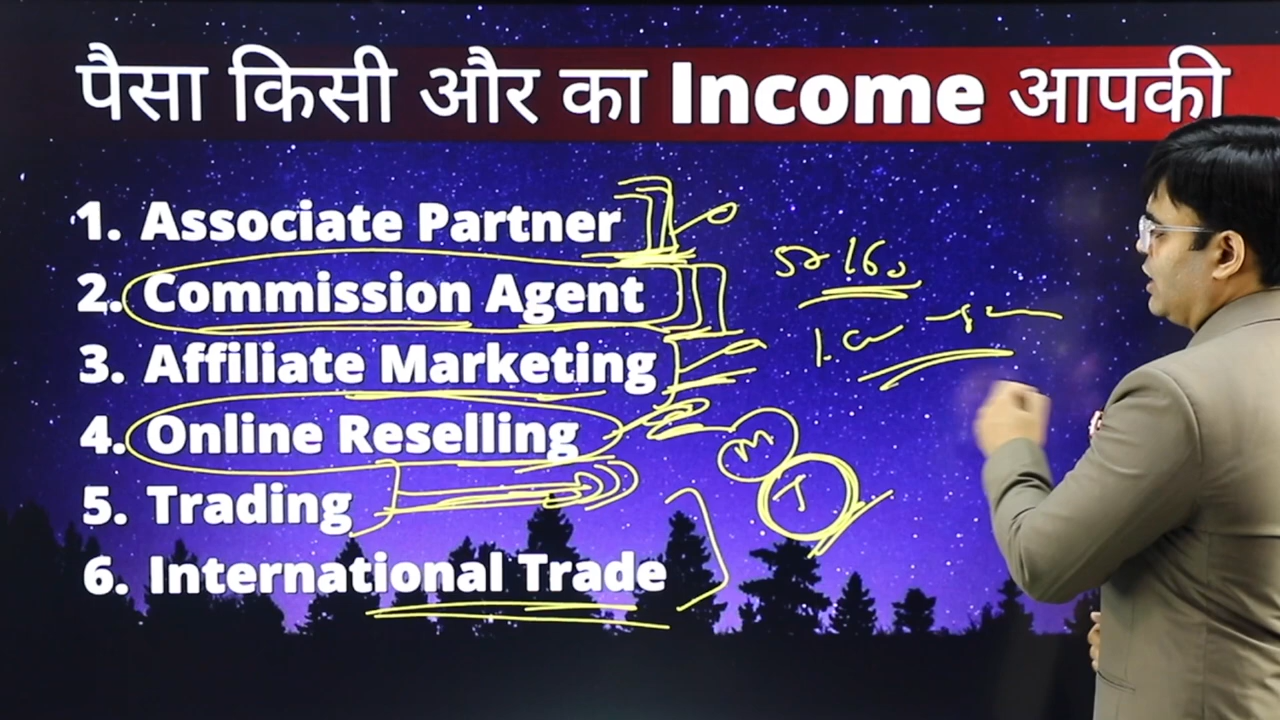 पैसा किसी और का Income आपकी
1. Associate Partner
2. Commission Agent
3. Affiliate Marketing
4. Online Reselling
5. Trading
6. International Trade
M
T